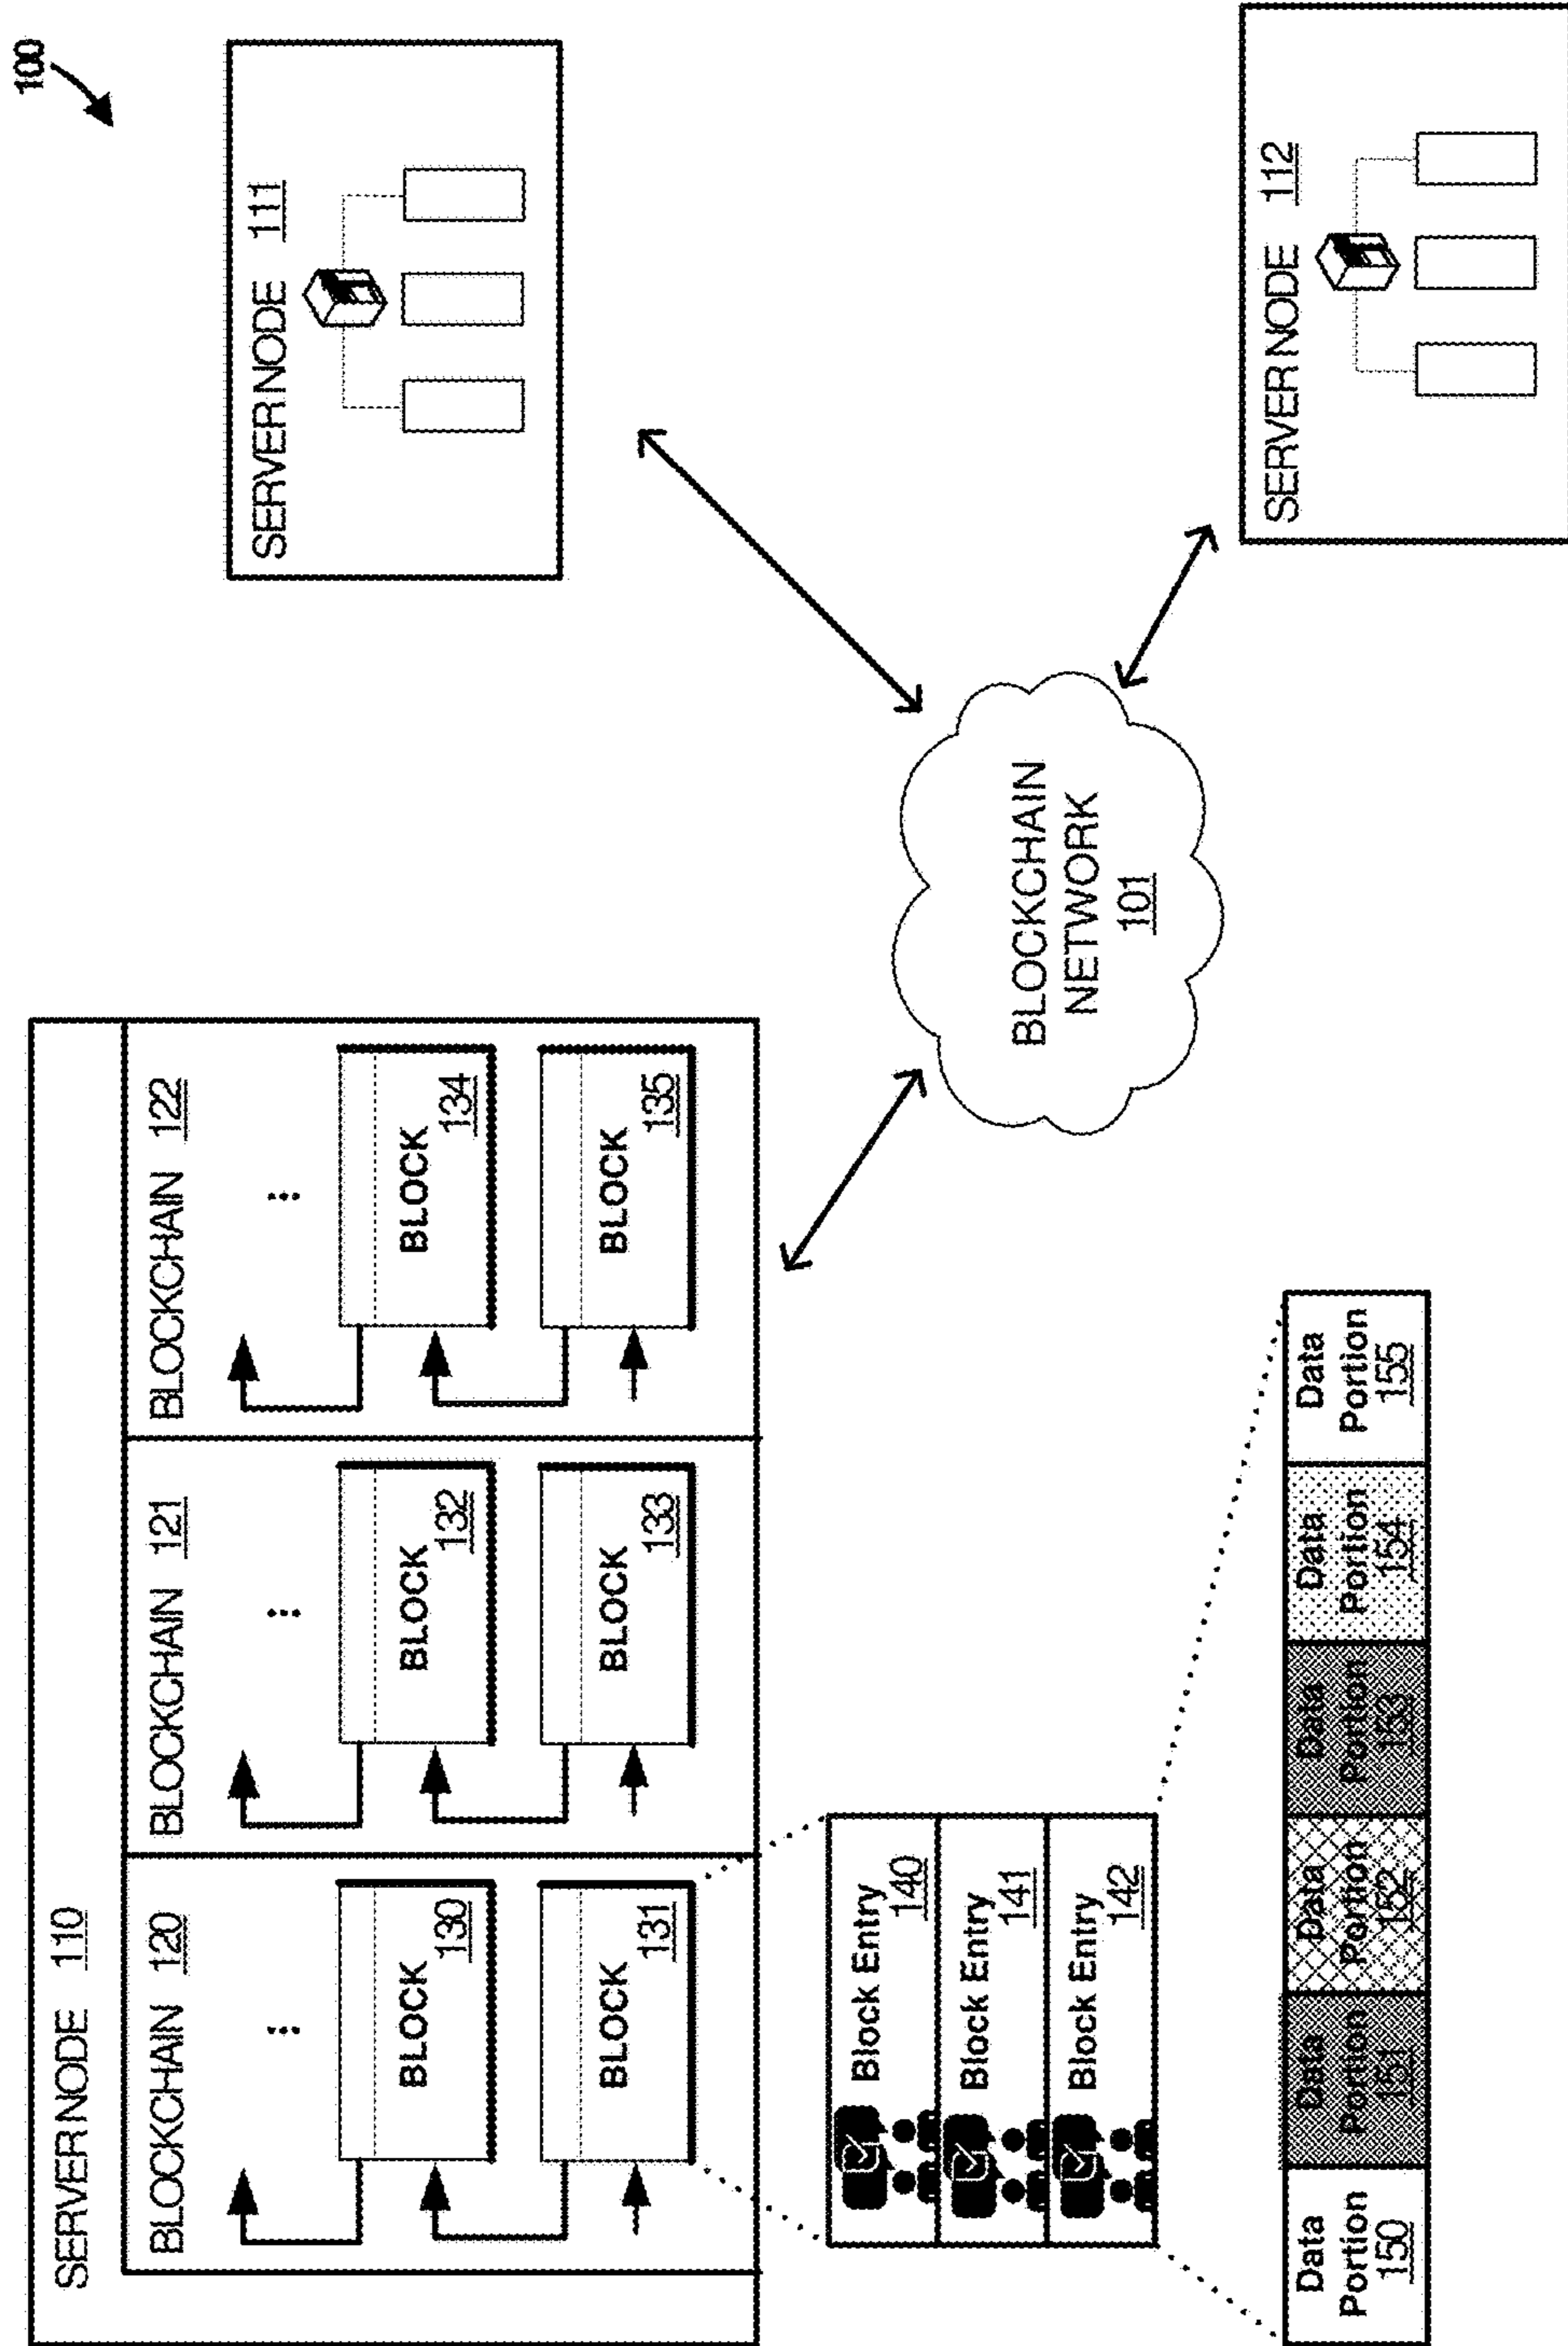 100
SERVER NODE 110
BLOCKCHAIN 120
⋮
BLOCK
130
BLOCK
131
BLOCKCHAIN 121
⋮
BLOCK
132
BLOCK
133
BLOCKCHAIN 122
⋮
BLOCK
134
BLOCK
135
SERVER NODE 111
Block Entry
140
Block Entry
141
Block Entry
142
BLOCKCHAIN
NETWORK
101
SERVER NODE 112
Data
Portion
150
Data
Portion
151
Data
Portion
152
Data
Portion
153
Data
Portion
154
Data
Portion
155